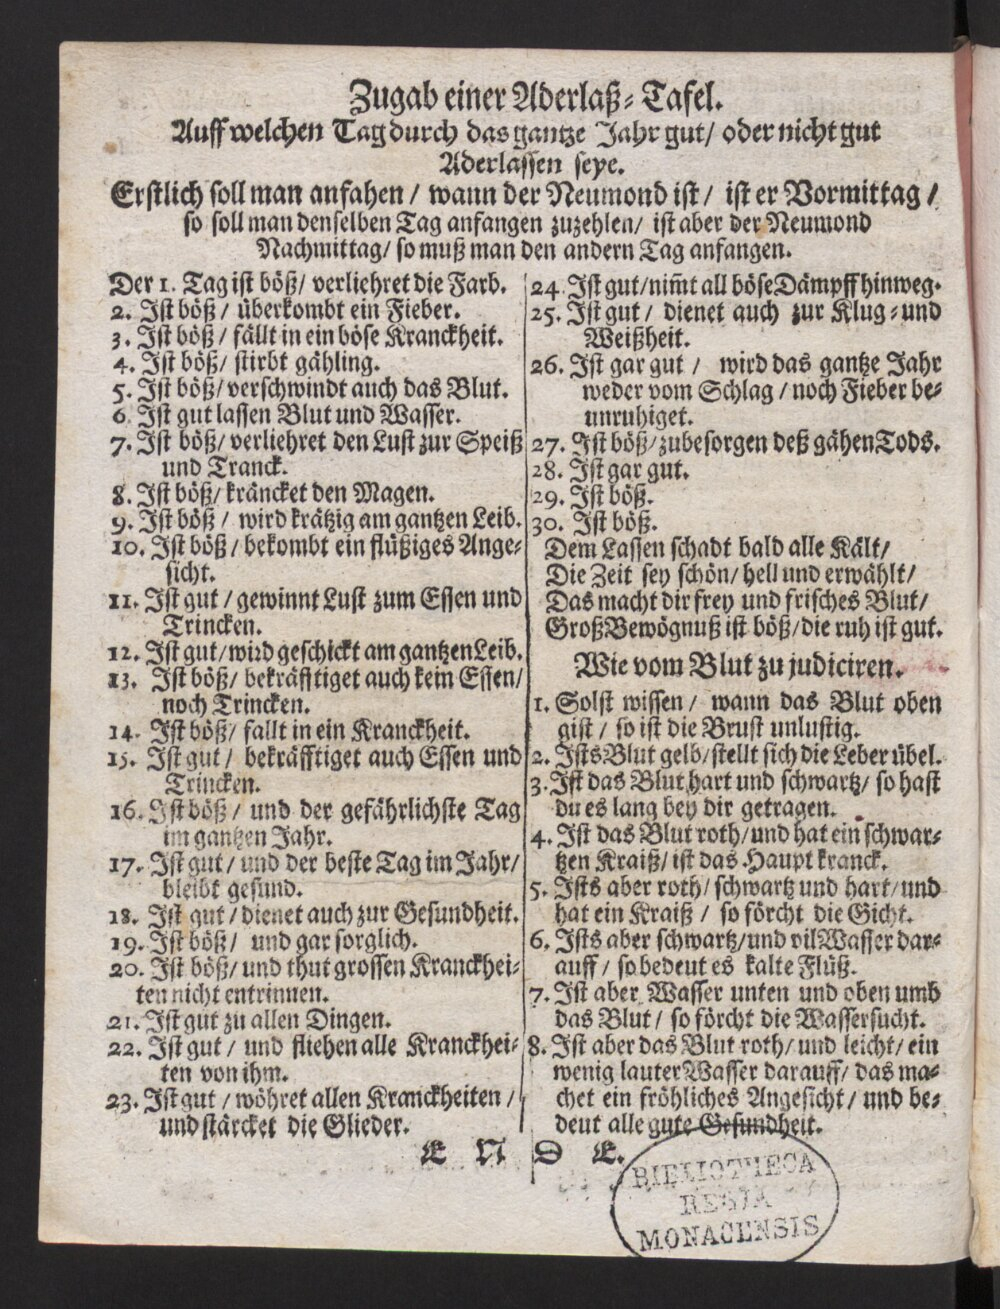 Zugab einer Aderlaß-Tafel.
Auff welchen Tag durch das gantze Jahr gut/ oder nicht gut
Aderlassen seye.
Erstlich soll man anfahen / wann der Neumond ist / ist er Vormittag /
so soll man denselben Tag anfangen zuzehlen/ ist aber der Neumond
Nachmittag/ so muß man den andern Tag anfangen.
Der 1. Tag ist böß/ verliehret die Farb.
2. Ist böß / überkombt ein Fieber.
3. Ist böß/ fällt in ein böse Kranckheit.
4. Ist böß/ stirbt gähling.
5. Ist böß/ verschwindt auch das Blut.
6. Ist gut lassen Blut und Wasser.
7. Ist böß/ verliehret den Lust zur Speiß
und Tranck.
8. Ist böß/ kräncket den Magen.
9. Ist böß / wird krätzig am gantzen Leib.
10. Ist böß / bekombt ein flüßiges Ange-
sicht.
11. Ist gut / gewinnt Lust zum Essen und
Trincken.
12. Ist gut/ wird geschickt am gantzen Leib.
13. Ist böß/ bekräfftiget auch kein Essen/
noch Trincken.
14. Ist böß/ fallt in ein Kranckheit.
15. Ist gut / bekräfftiget auch Essen und
Trincken.
16. Ist böß / und der gefährlichste Tag
im gantzen Jahr.
17. Ist gut / und der beste Tag im Jahr/
bleibt gesund.
18. Ist gut / dienet auch zur Gesundheit.
19. Ist böß / und gar sorglich.
20. Ist böß/ und thut grossen Kranckhei-
ten nicht entrinnen.
21. Ist gut zu allen Dingen.
22. Ist gut / und fliehen alle Kranckhei-
ten von ihm.
23. Ist gut / wöhret allen Kranckheiten /
und stärcket die Glieder.
24. Ist gut/ nim̄t all böse Dämpff hinweg.
25. Ist gut / dienet auch zur Klug- und
Weißheit.
26. Ist gar gut / wird das gantze Jahr
weder vom Schlag / noch Fieber be-
unruhiget.
27. Ist böß/ zubesorgen deß gähen Tods.
28. Ist gar gut.
29. Ist böß.
30. Ist böß.
Dem Lassen schadt bald alle Kält/
Die Zeit sey schön/ hell und erwählt/
Das macht dir frey und frisches Blut/
Groß Bewögnuß ist böß/ die ruh ist gut.
Wie vom Blut zu judiciren.
1. Solst wissen / wann das Blut oben
gist / so ist die Brust unlustig.
2. Ists Blut gelb/ stellt sich die Leber übel.
3. Ist das Blut hart und schwartz/ so hast
du es lang bey dir getragen.
4. Ist das Blut roth/ und hat ein schwar-
tzen Kraiß/ ist das Haupt kranck.
5. Ists aber roth/ schwartz und hart/ und
hat ein Kraiß / so förcht die Gicht.
6. Ists aber schwartz/ und vil Wasser dar-
auff / so bedeut es kalte Flüß.
7. Ist aber Wasser unten und oben umb
das Blut / so förcht die Wassersucht.
8. Ist aber das Blut roth/ und leicht/ ein
wenig lauter Wasser darauff/ das ma-
chet ein fröhliches Angesicht / und be-
deut alle gute Gesundheit.
E N D E.
BIBLIOTHECA
REGIA
MONACENSIS